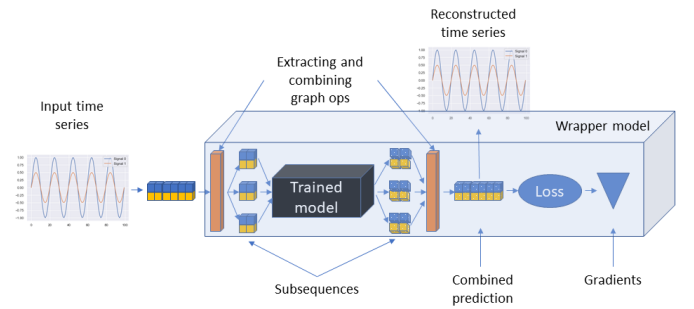 Reconstructed
time series
Extracting and
combining
graph ops
Input time
series
Wrapper model
Trained
model
Loss
Subsequences
Combined
prediction
Gradients